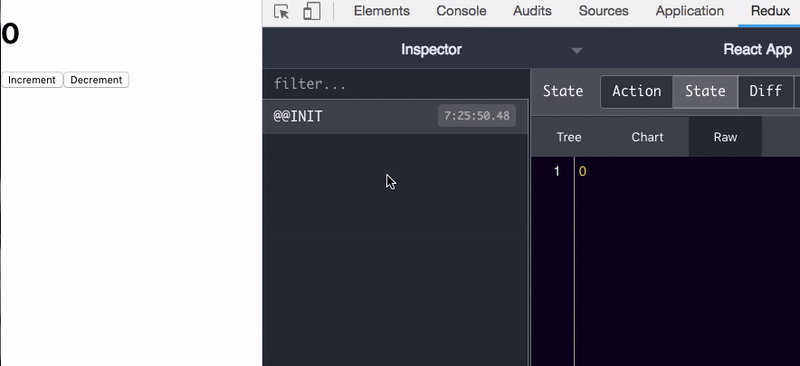 0
Increment Decrement
Elements Console Audits Sources Application Redux
Inspector React App
filter...
@@INIT 7:25:50.48
State Action State Diff
Tree Chart Raw
1 0